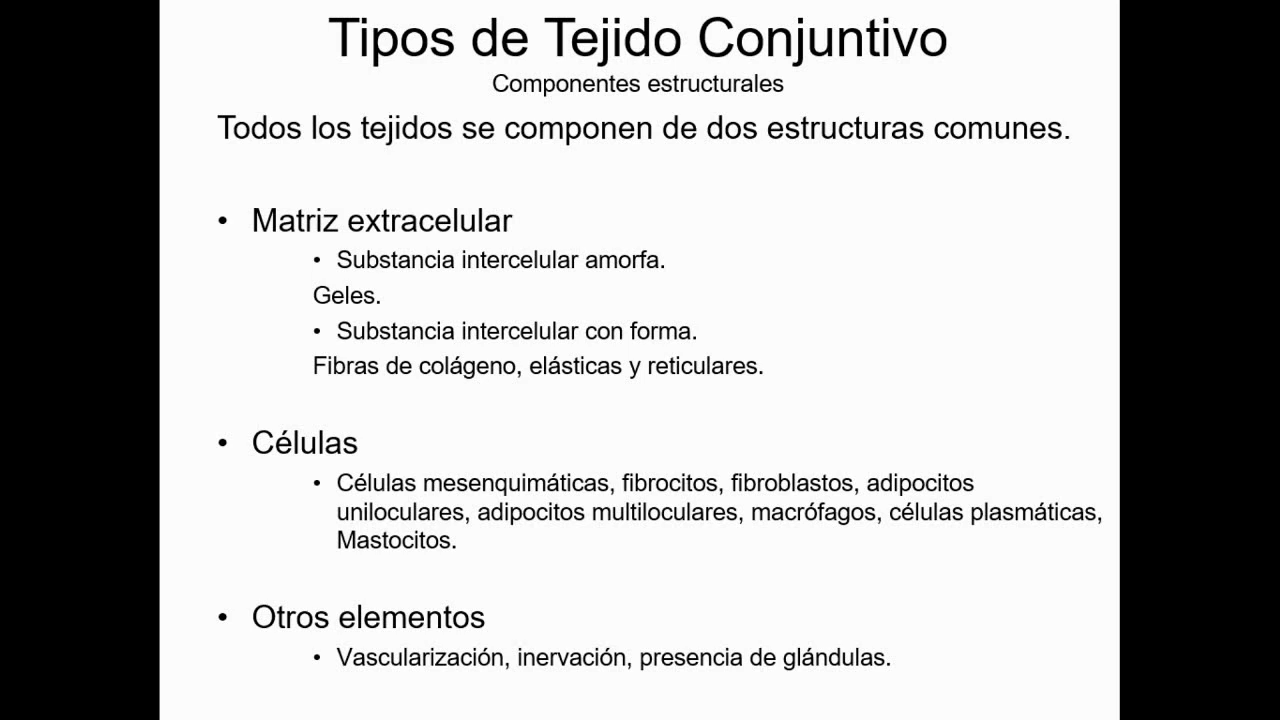 Tipos de Tejido Conjuntivo
Componentes estructurales
Todos los tejidos se componen de dos estructuras comunes.
• Matriz extracelular
• Substancia intercelular amorfa.
Geles.
• Substancia intercelular con forma.
Fibras de colágeno, elásticas y reticulares.
• Células
• Células mesenquimáticas, fibrocitos, fibroblastos, adipocitos
uniloculares, adipocitos multiloculares, macrófagos, células plasmáticas,
Mastocitos.
• Otros elementos
• Vascularización, inervación, presencia de glándulas.